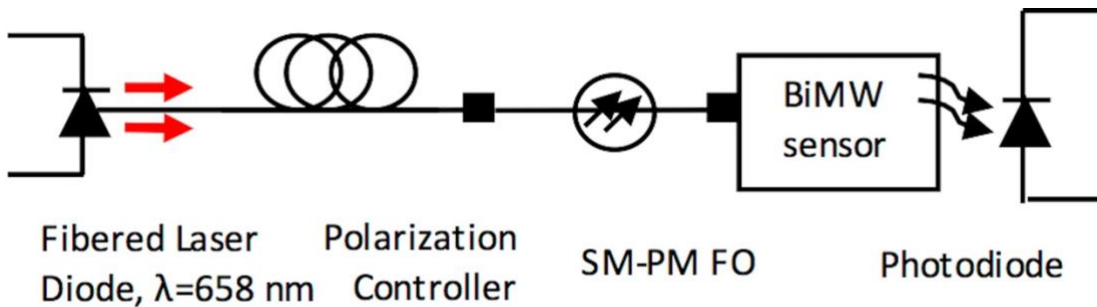 BiMW
sensor
Fibered Laser
Diode, λ=658 nm
Polarization
Controller
SM-PM FO
Photodiode